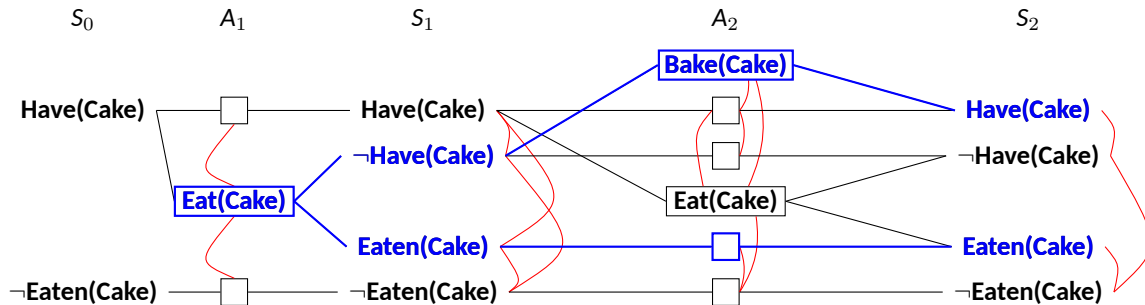 S₀ A₁ S₁ A₂ S₂
Bake(Cake)
Have(Cake) Have(Cake) Have(Cake)
¬Have(Cake) ¬Have(Cake)
Eat(Cake) Eat(Cake)
Eaten(Cake) Eaten(Cake)
¬Eaten(Cake) ¬Eaten(Cake) ¬Eaten(Cake)